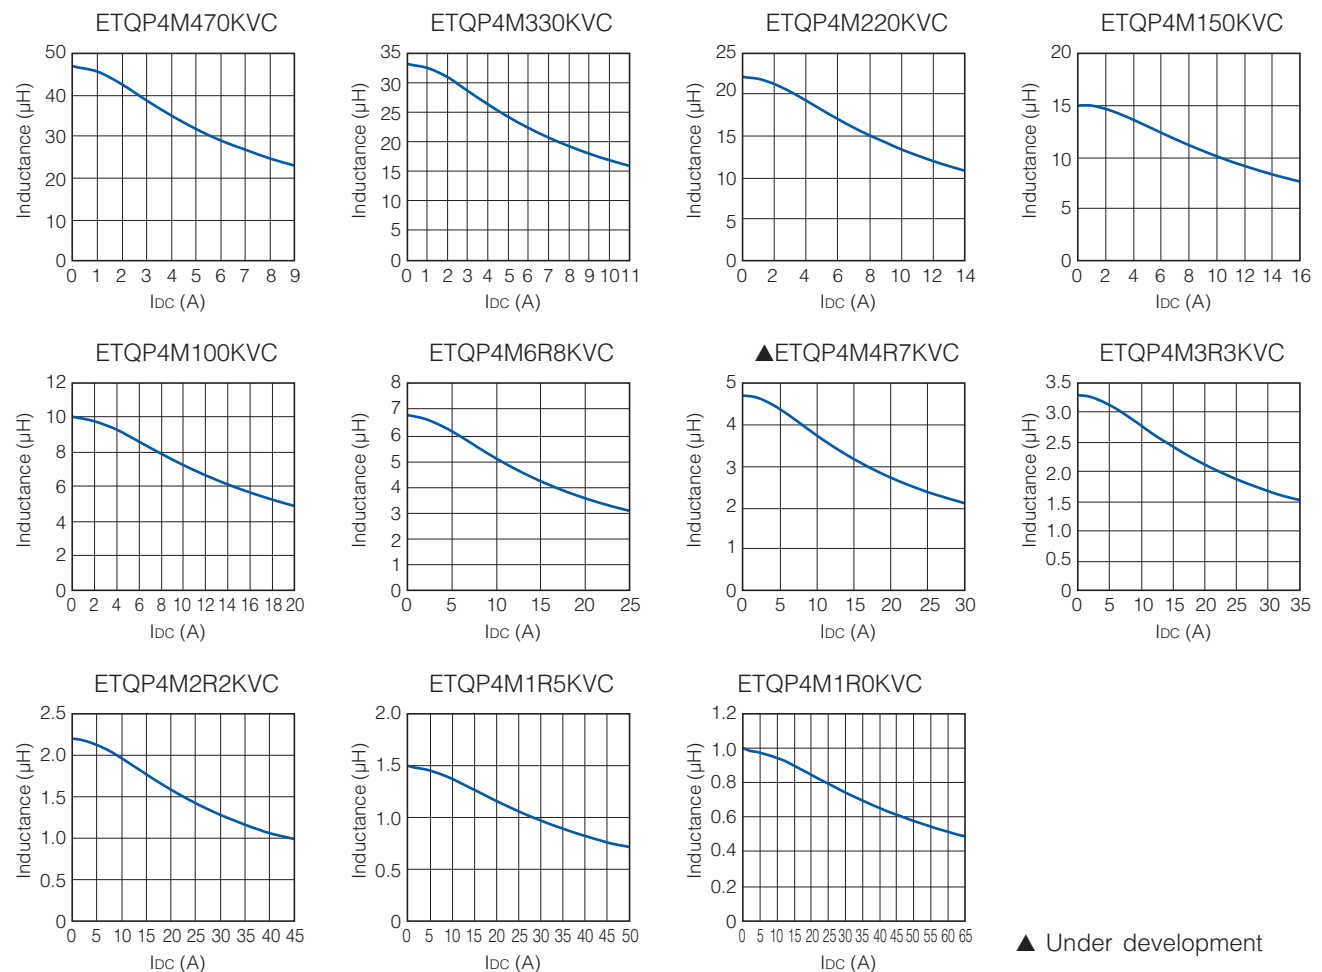 ETQP4M470KVC
50
40
30
20
10
0
Inductance (µH)
0 1 2 3 4 5 6 7 8 9
IDC (A)
ETQP4M330KVC
35
30
25
20
15
10
5
0
Inductance (µH)
0 1 2 3 4 5 6 7 8 9 10 11
IDC (A)
ETQP4M220KVC
25
20
15
10
5
0
Inductance (µH)
0 2 4 6 8 10 12 14
IDC (A)
ETQP4M150KVC
20
15
10
5
0
Inductance (µH)
0 2 4 6 8 10 12 14 16
IDC (A)
ETQP4M100KVC
12
10
8
6
4
2
0
Inductance (µH)
0 2 4 6 8 10 12 14 16 18 20
IDC (A)
ETQP4M6R8KVC
8
7
6
5
4
3
2
1
0
Inductance (µH)
0 5 10 15 20 25
IDC (A)
▲ETQP4M4R7KVC
5
4
3
2
1
0
Inductance (µH)
0 5 10 15 20 25 30
IDC (A)
ETQP4M3R3KVC
3.5
3.0
2.5
2.0
1.5
1.0
0.5
0
Inductance (µH)
0 5 10 15 20 25 30 35
IDC (A)
ETQP4M2R2KVC
2.5
2.0
1.5
1.0
0.5
0
Inductance (µH)
0 5 10 15 20 25 30 35 40 45
IDC (A)
ETQP4M1R5KVC
2.0
1.5
1.0
0.5
0
Inductance (µH)
0 5 10 15 20 25 30 35 40 45 50
IDC (A)
ETQP4M1R0KVC
1.2
1.0
0.8
0.6
0.4
0.2
0
Inductance (µH)
0 5 10 15 20 25 30 35 40 45 50 55 60 65
IDC (A)
▲ Under development